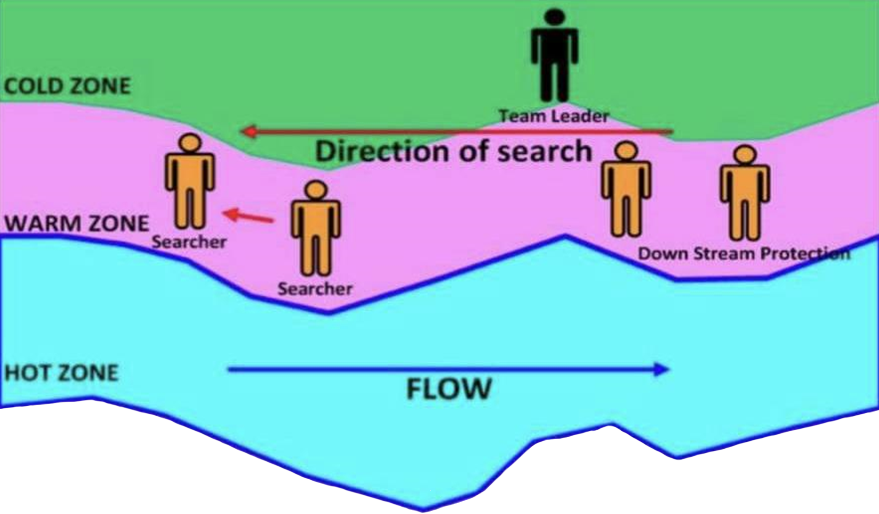 COLD ZONE
Team Leader
Direction of search
WARM ZONE
Searcher
Down Stream Protection
Searcher
HOT ZONE
FLOW